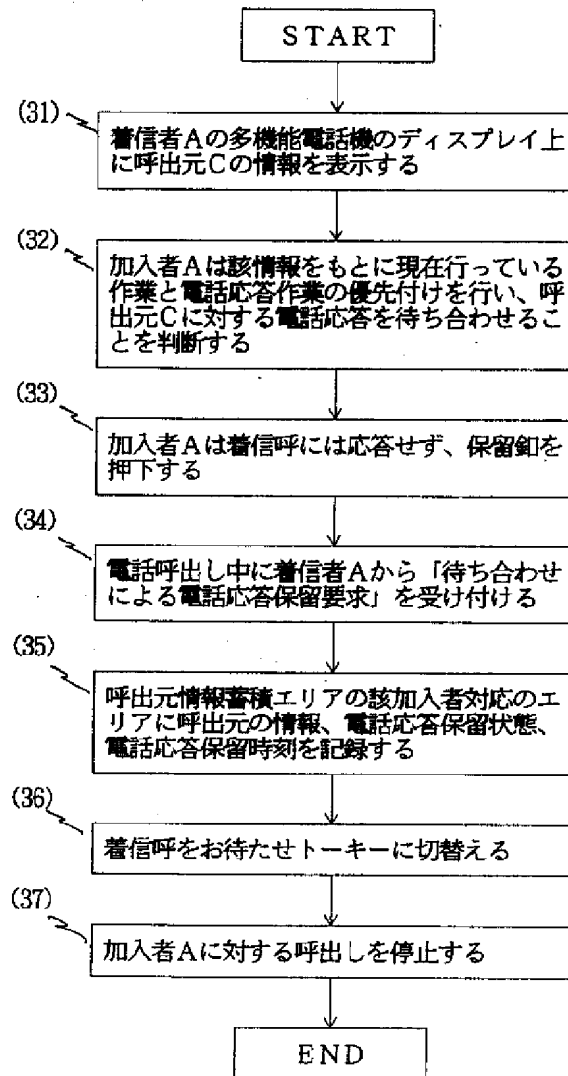 START
(31)
着信者Aの多機能電話機のディスプレイ上
に呼出元Cの情報を表示する
(32)
加入者Aは該情報をもとに現在行っている
作業と電話応答作業の優先付けを行い、呼
出元Cに対する電話応答を待ち合わせるこ
とを判断する
(33)
加入者Aは着信呼には応答せず、保留釦を
押下する
(34)
電話呼出し中に着信者Aから「待ち合わせ
による電話応答保留要求」を受け付ける
(35)
呼出元情報蓄積エリアの該加入者対応のエ
リアに呼出元の情報、電話応答保留状態、
電話応答保留時刻を記録する
(36)
着信呼をお待たせトーキーに切替える
(37)
加入者Aに対する呼出しを停止する
END